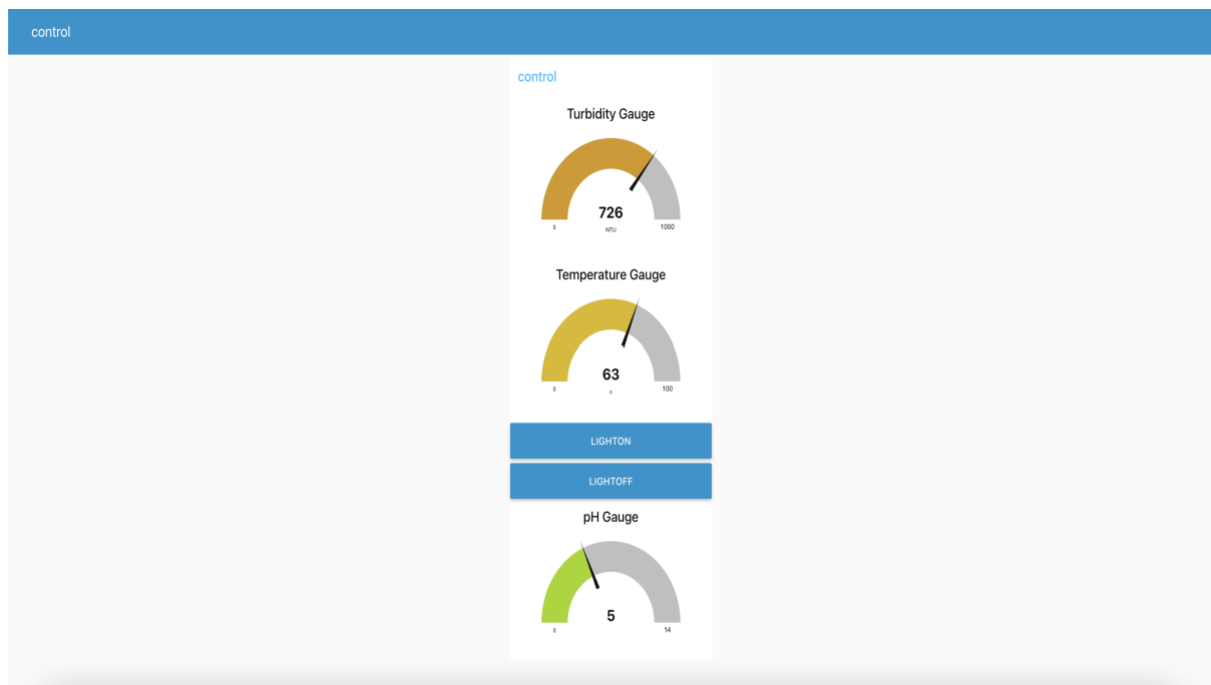 control
control
Turbidity Gauge
726
0 NTU 1000
Temperature Gauge
63
0 100
LIGHTON
LIGHTOFF
pH Gauge
5
0 14